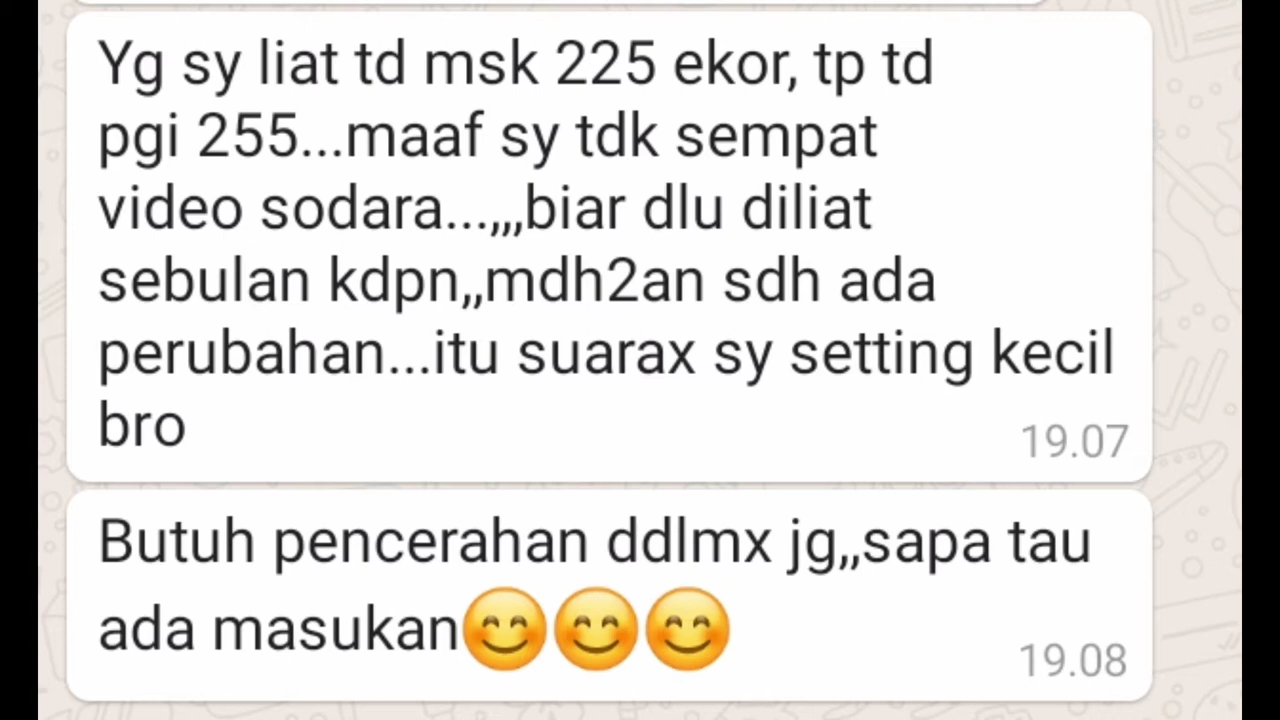 Yg sy liat td msk 225 ekor, tp td
pgi 255...maaf sy tdk sempat
video sodara...,,,biar dlu diliat
sebulan kdpn,,mdh2an sdh ada
perubahan...itu suarax sy setting kecil
bro
19.07
Butuh pencerahan ddlmx jg,,sapa tau
ada masukan😊😊😊
19.08